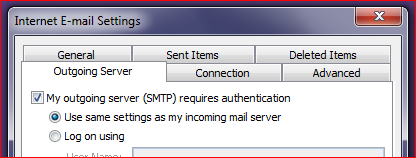 Internet E-mail Settings
General Sent Items Deleted Items
Outgoing Server Connection Advanced
My outgoing server (SMTP) requires authentication
Use same settings as my incoming mail server
Log on using
User Name: